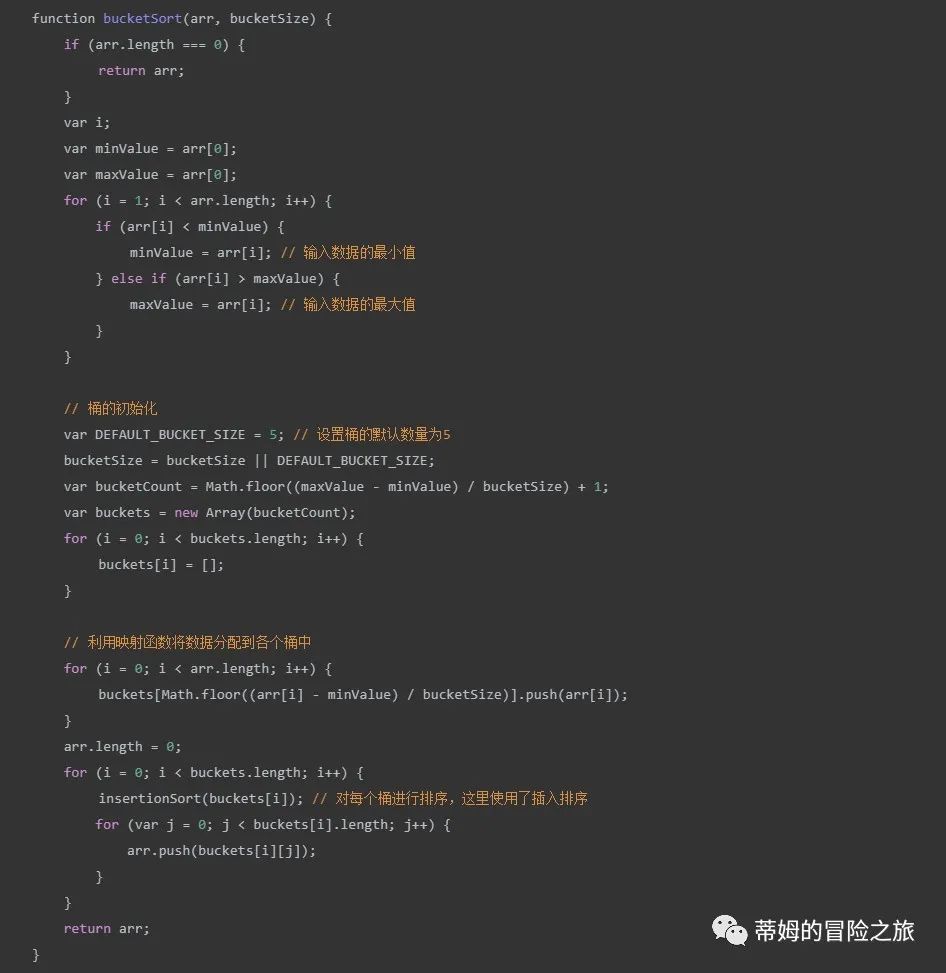 function bucketSort(arr, bucketSize) {
    if (arr.length === 0) {
        return arr;
    }
    var i;
    var minValue = arr[0];
    var maxValue = arr[0];
    for (i = 1; i < arr.length; i++) {
        if (arr[i] < minValue) {
            minValue = arr[i]; // 输入数据的最小值
        } else if (arr[i] > maxValue) {
            maxValue = arr[i]; // 输入数据的最大值
        }
    }

    // 桶的初始化
    var DEFAULT_BUCKET_SIZE = 5; // 设置桶的默认数量为5
    bucketSize = bucketSize || DEFAULT_BUCKET_SIZE;
    var bucketCount = Math.floor((maxValue - minValue) / bucketSize) + 1;
    var buckets = new Array(bucketCount);
    for (i = 0; i < buckets.length; i++) {
        buckets[i] = [];
    }

    // 利用映射函数将数据分配到各个桶中
    for (i = 0; i < arr.length; i++) {
        buckets[Math.floor((arr[i] - minValue) / bucketSize)].push(arr[i]);
    }
    arr.length = 0;
    for (i = 0; i < buckets.length; i++) {
        insertionSort(buckets[i]); // 对每个桶进行排序，这里使用了插入排序
        for (var j = 0; j < buckets[i].length; j++) {
            arr.push(buckets[i][j]);
        }
    }
    return arr;
}
蒂姆的冒险之旅